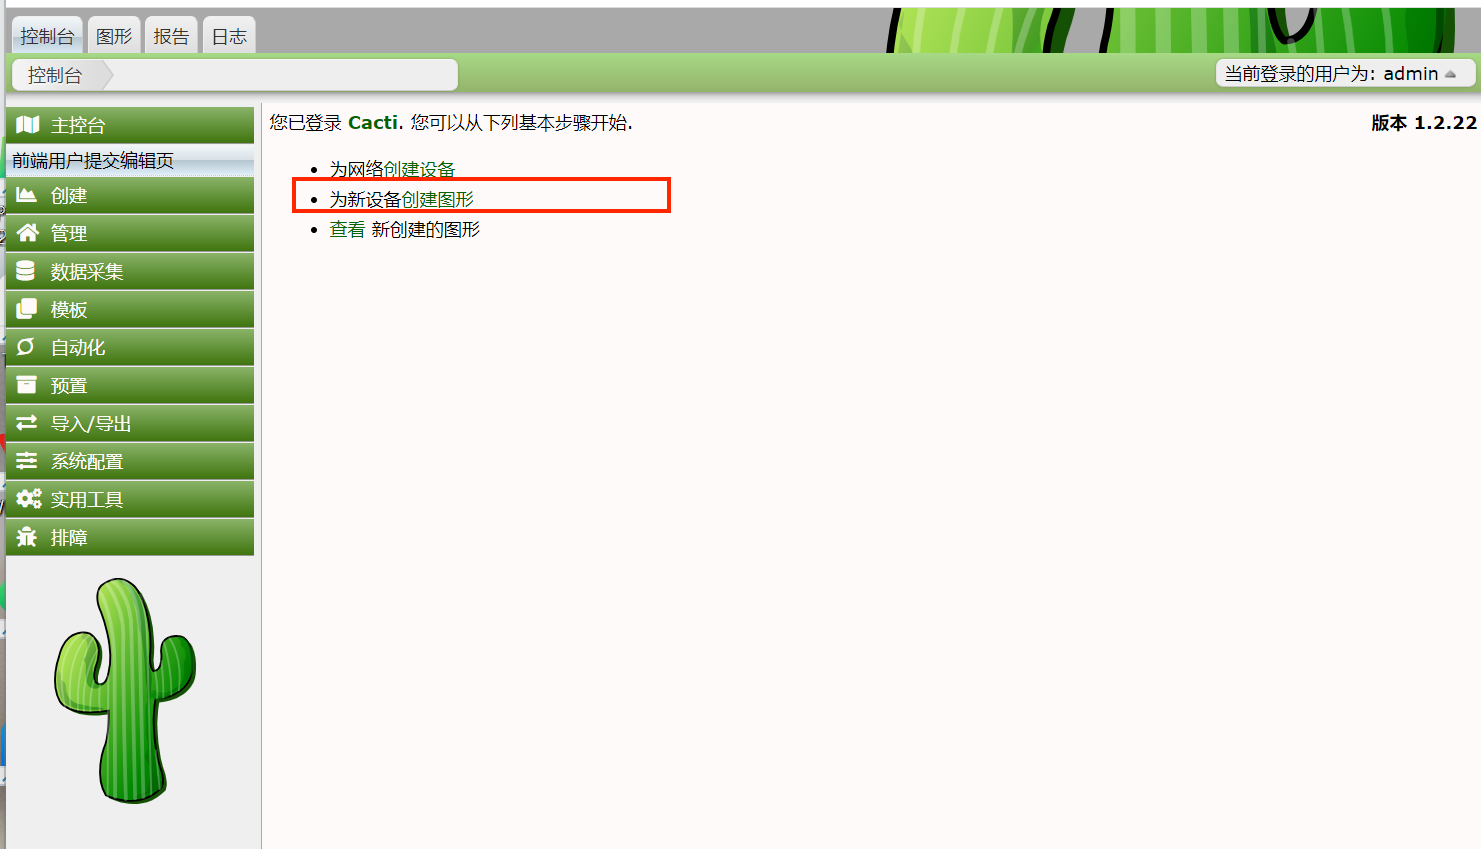 控制台 图形 报告 日志
控制台
当前登录的用户为: admin
主控台
前端用户提交编辑页
创建
管理
数据采集
模板
自动化
预置
导入/导出
系统配置
实用工具
排障
您已登录 Cacti. 您可以从下列基本步骤开始.
版本 1.2.22
为网络创建设备
为新设备创建图形
查看 新创建的图形